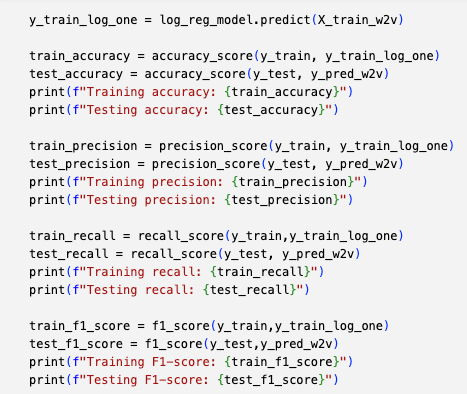 y_train_log_one = log_reg_model.predict(X_train_w2v)
train_accuracy = accuracy_score(y_train, y_train_log_one)
test_accuracy = accuracy_score(y_test, y_pred_w2v)
print(f"Training accuracy: {train_accuracy}")
print(f"Testing accuracy: {test_accuracy}")
train_precision = precision_score(y_train, y_train_log_one)
test_precision = precision_score(y_test, y_pred_w2v)
print(f"Training precision: {train_precision}")
print(f"Testing precision: {test_precision}")
train_recall = recall_score(y_train,y_train_log_one)
test_recall = recall_score(y_test, y_pred_w2v)
print(f"Training recall: {train_recall}")
print(f"Testing recall: {test_recall}")
train_f1_score = f1_score(y_train,y_train_log_one)
test_f1_score = f1_score(y_test,y_pred_w2v)
print(f"Training F1-score: {train_f1_score}")
print(f"Testing F1-score: {test_f1_score}")